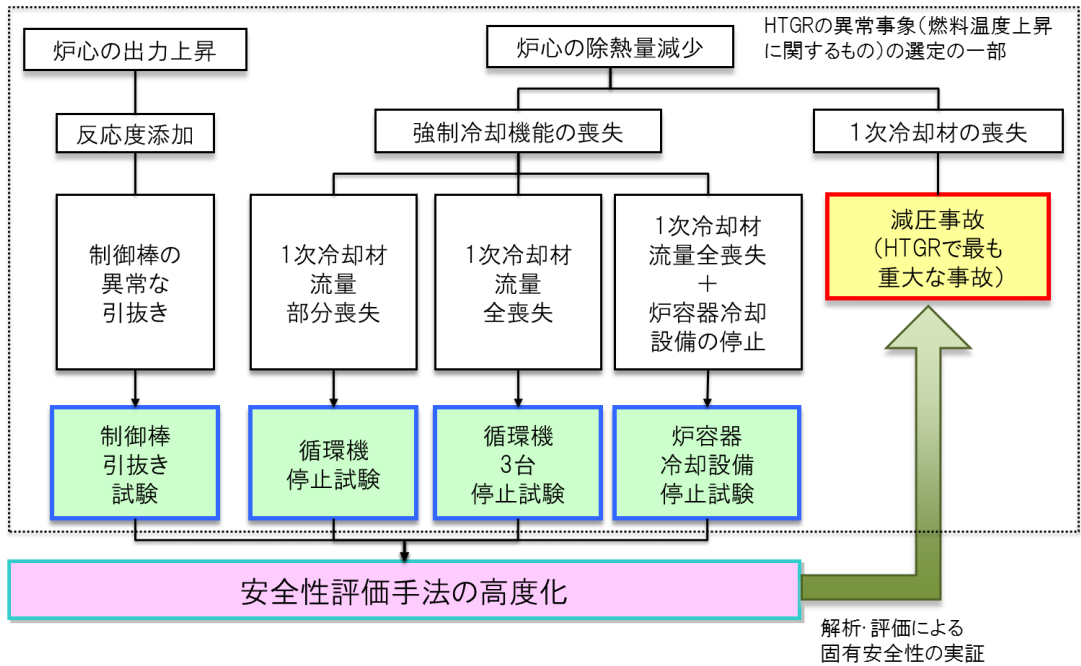 HTGRの異常事象（燃料温度上昇
に関するもの）の選定の一部
炉心の出力上昇
炉心の除熱量減少
反応度添加
強制冷却機能の喪失
1次冷却材の喪失
制御棒の
異常な
引抜き
1次冷却材
流量
部分喪失
1次冷却材
流量
全喪失
1次冷却材
流量全喪失
＋
炉容器冷却
設備の停止
減圧事故
（HTGRで最も
重大な事故）
制御棒
引抜き
試験
循環機
停止試験
循環機
3台
停止試験
炉容器
冷却設備
停止試験
安全性評価手法の高度化
解析・評価による
固有安全性の実証